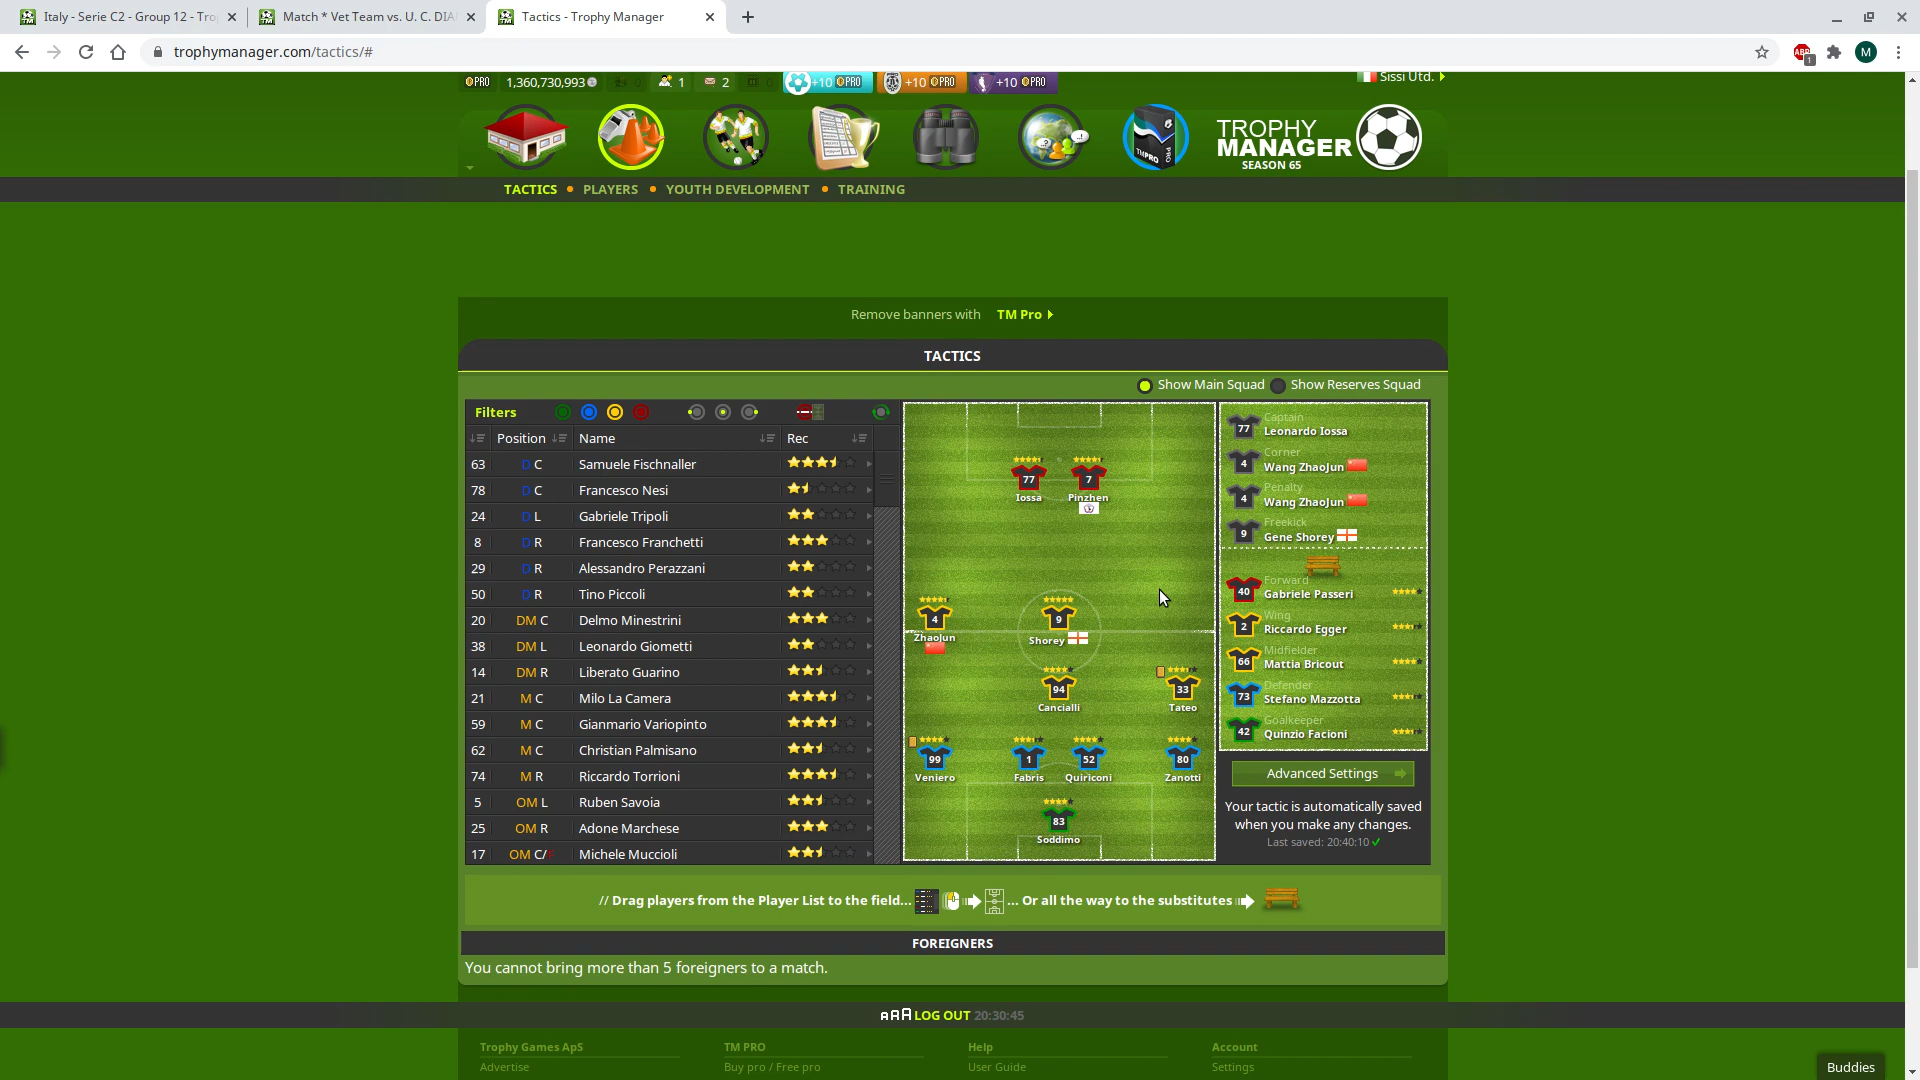 Italy - Serie C2 - Group 12 - Tro
Match * Vet Team vs. U. C. DIA
Tactics - Trophy Manager
trophymanager.com/tactics/#
ABP
1
M
PRO 1,360,730,993 0 1 2 0 +10 PRO +10 PRO +10 PRO
Sissi Utd.
TMPRO PRO
TROPHY
MANAGER
SEASON 65
TACTICS • PLAYERS • YOUTH DEVELOPMENT • TRAINING
Remove banners with TM Pro
TACTICS
Show Main Squad Show Reserves Squad
Filters
Position Name Rec
63 D C Samuele Fischnaller
78 D C Francesco Nesi
24 D L Gabriele Tripoli
8 D R Francesco Franchetti
29 D R Alessandro Perazzani
50 D R Tino Piccoli
20 DM C Delmo Minestrini
38 DM L Leonardo Giometti
14 DM R Liberato Guarino
21 M C Milo La Camera
59 M C Gianmario Variopinto
62 M C Christian Palmisano
74 M R Riccardo Torrioni
5 OM L Ruben Savoia
25 OM R Adone Marchese
17 OM C/F Michele Muccioli
77 7
Iossa Pinzhen
4 9
ZhaoJun Shorey
94 33
Cancialli Tateo
99 1 52 80
Veniero Fabris Quiriconi Zanotti
83
Soddimo
Captain
77 Leonardo Iossa
Corner
4 Wang ZhaoJun
Penalty
4 Wang ZhaoJun
Freekick
9 Gene Shorey
Forward
40 Gabriele Passeri
Wing
2 Riccardo Egger
Midfielder
66 Mattia Bricout
Defender
73 Stefano Mazzotta
Goalkeeper
42 Quinzio Facioni
Advanced Settings
Your tactic is automatically saved
when you make any changes.
Last saved: 20:40:10
// Drag players from the Player List to the field... ... Or all the way to the substitutes
FOREIGNERS
You cannot bring more than 5 foreigners to a match.
AAA LOG OUT 20:30:45
Trophy Games ApS TM PRO Help Account
Advertise Buy pro / Free pro User Guide Settings
Buddies